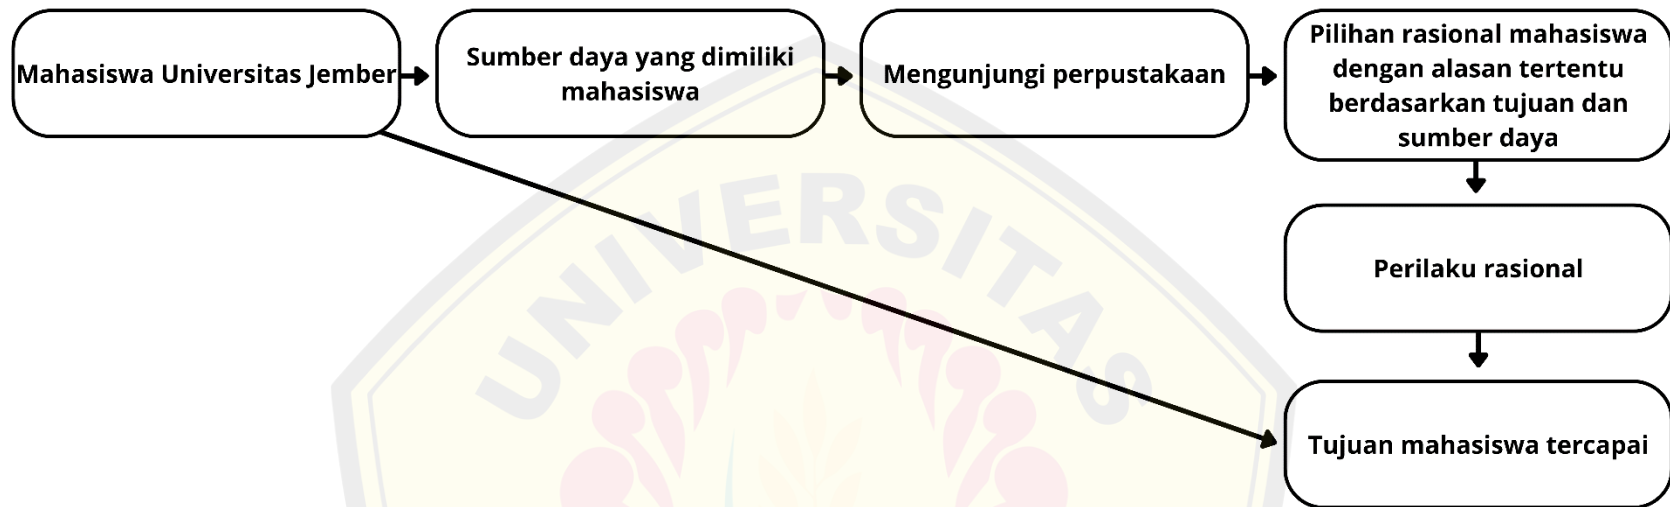 Mahasiswa Universitas Jember
Sumber daya yang dimiliki
mahasiswa
Mengunjungi perpustakaan
Pilihan rasional mahasiswa
dengan alasan tertentu
berdasarkan tujuan dan
sumber daya
Perilaku rasional
Tujuan mahasiswa tercapai
UNIVERSITAS